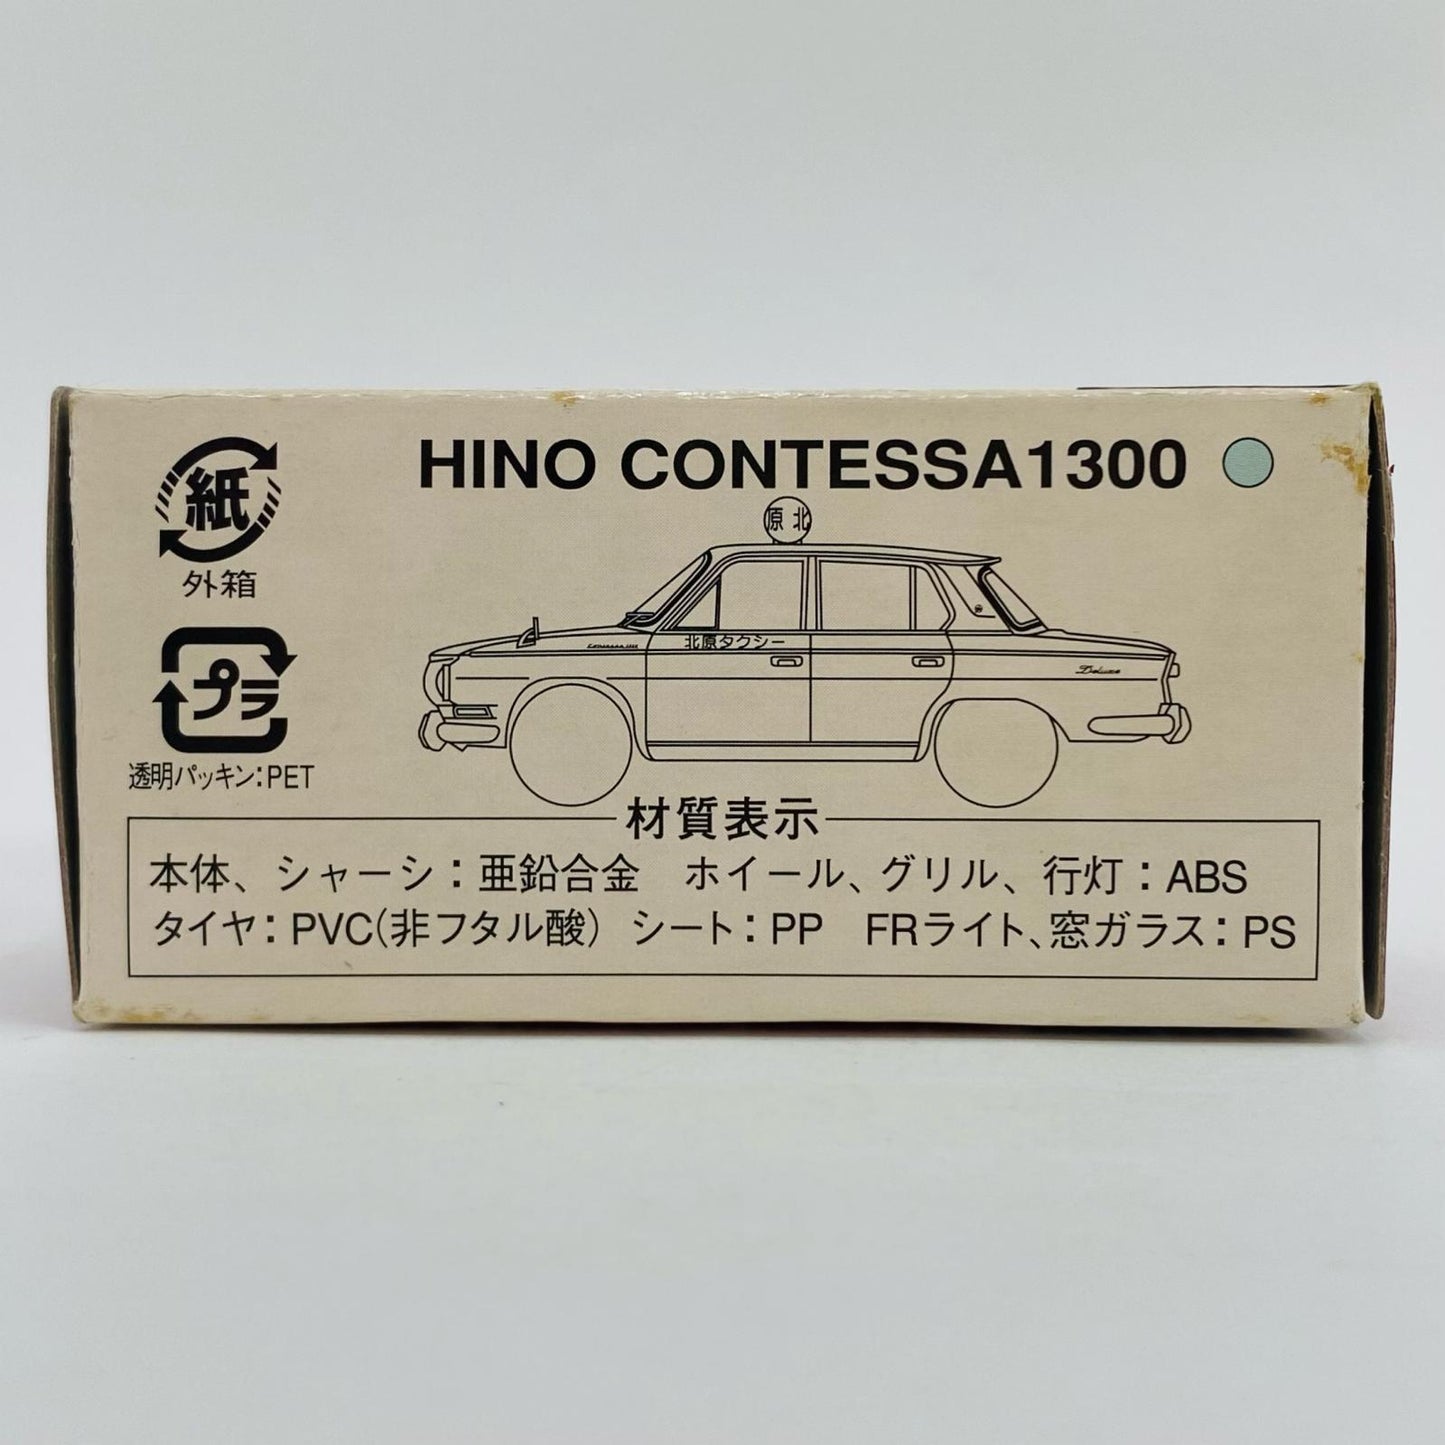 HINO CONTESSA1300
紙
外箱
プラ
透明パッキン：PET
原北
北原タクシー
Deluxe
材質表示
本体、シャーシ：亜鉛合金　ホイール、グリル、行灯：ABS
タイヤ：PVC(非フタル酸)　シート：PP　FRライト、窓ガラス：PS